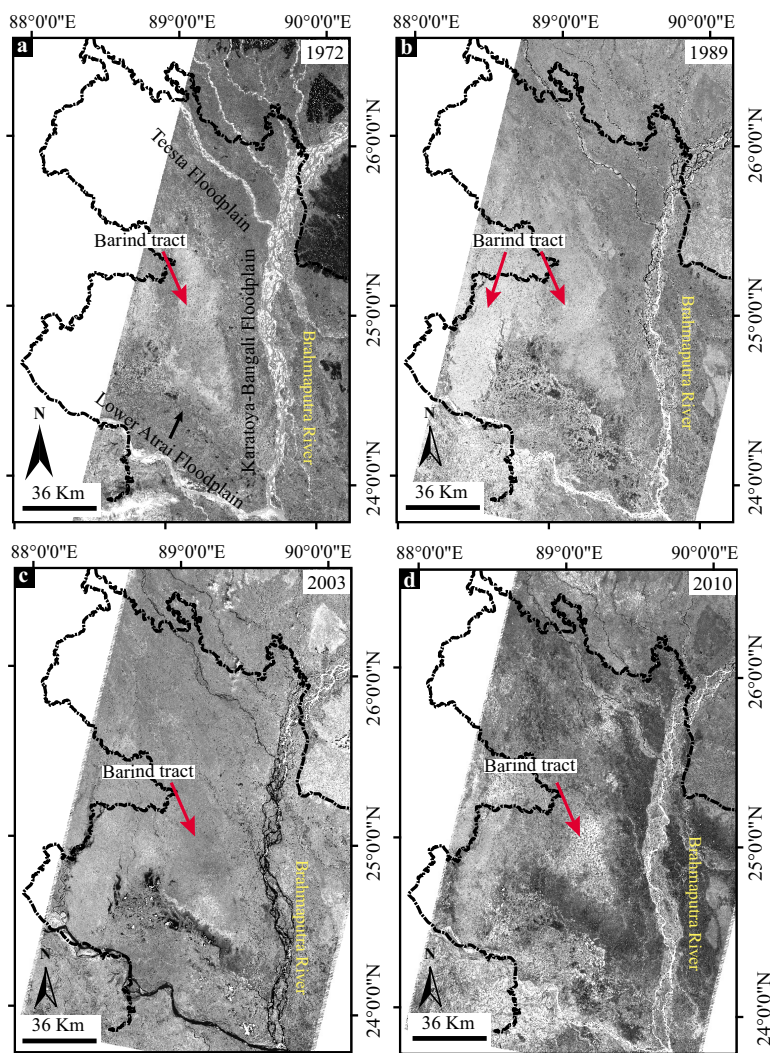 88°0'0"E 89°0'0"E 90°0'0"E
88°0'0"E 89°0'0"E 90°0'0"E
a
1972
b
1989
26°0'0"N
25°0'0"N
24°0'0"N
26°0'0"N
25°0'0"N
24°0'0"N
Teesta Floodplain
Barind tract
Karatoya-Bangali Floodplain
Brahmaputra River
Lower Atrai Floodplain
N
36 Km
Barind tract
Brahmaputra River
N
36 Km
88°0'0"E 89°0'0"E 90°0'0"E
88°0'0"E 89°0'0"E 90°0'0"E
c
2003
d
2010
26°0'0"N
25°0'0"N
24°0'0"N
26°0'0"N
25°0'0"N
24°0'0"N
Barind tract
Brahmaputra River
N
36 Km
Barind tract
Brahmaputra River
N
36 Km